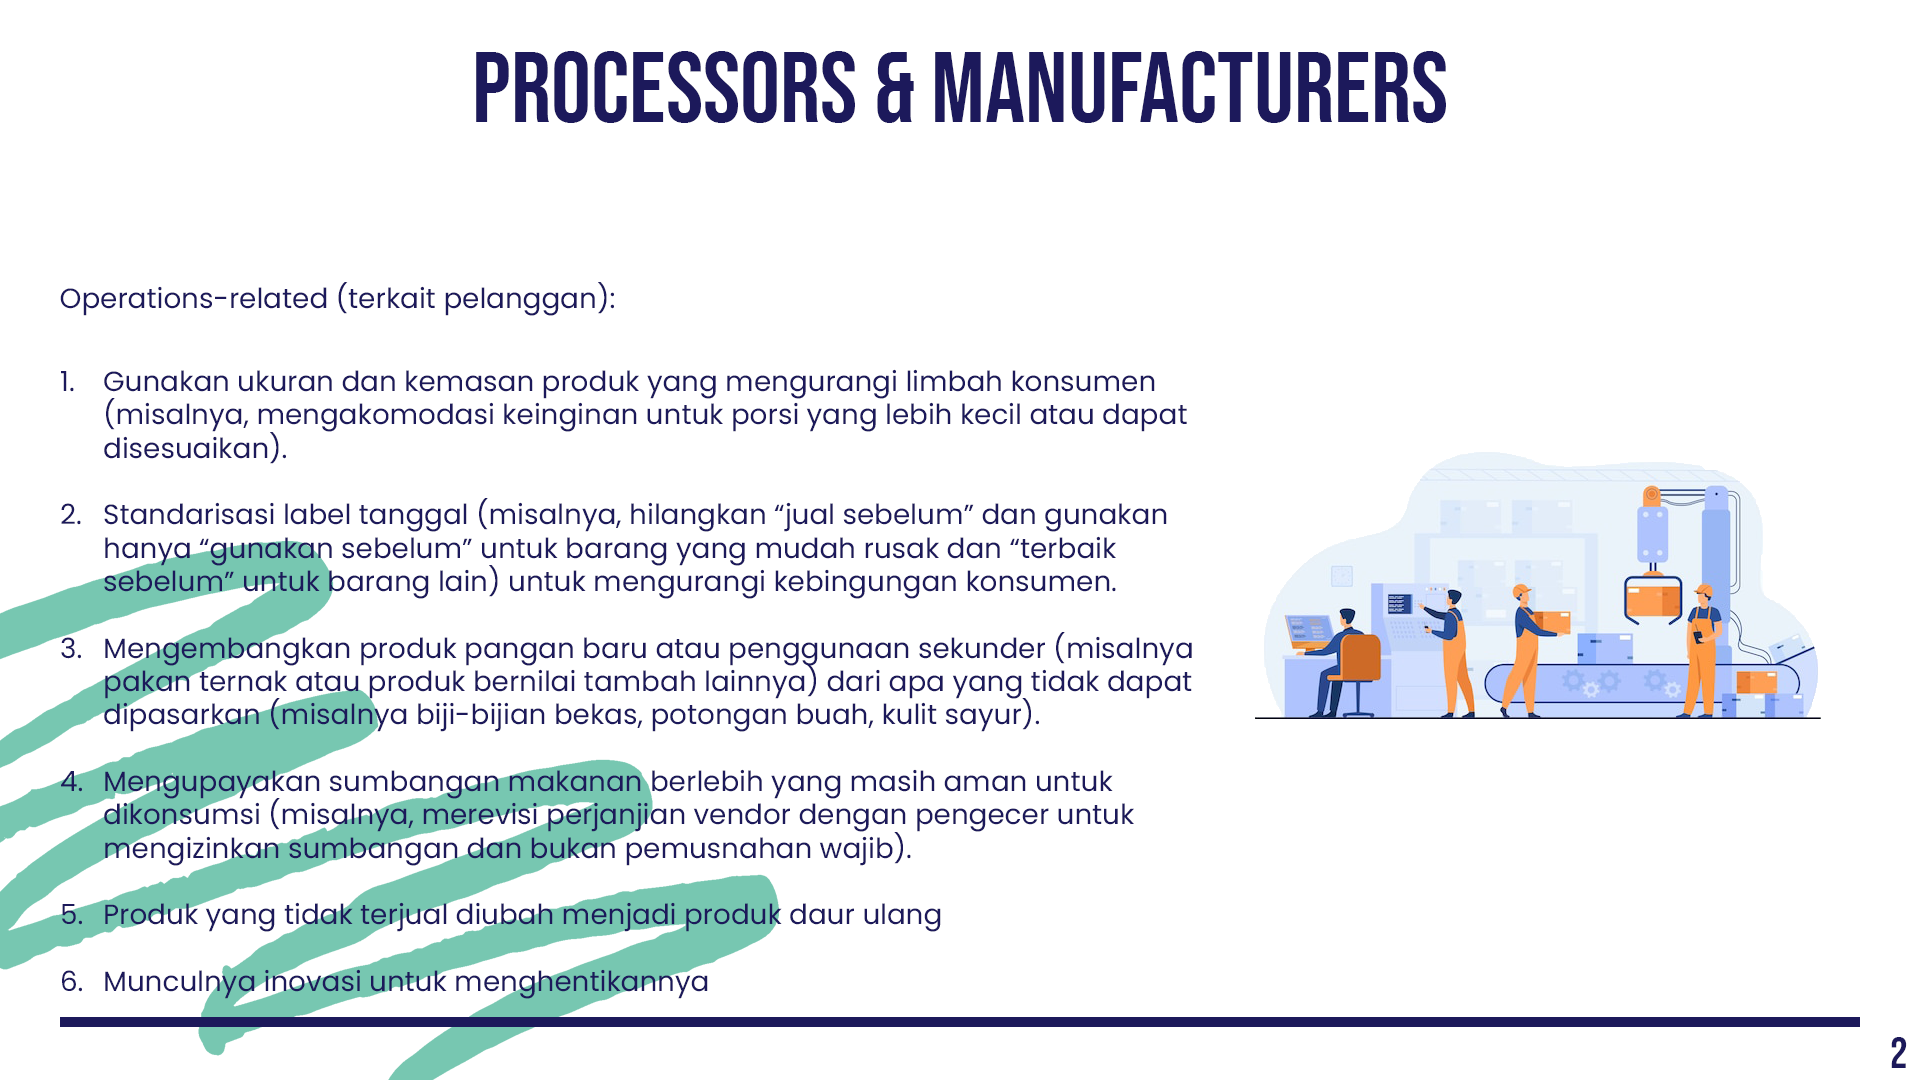 PROCESSORS & MANUFACTURERS
Operations-related (terkait pelanggan):
1. Gunakan ukuran dan kemasan produk yang mengurangi limbah konsumen
(misalnya, mengakomodasi keinginan untuk porsi yang lebih kecil atau dapat
disesuaikan).
2. Standarisasi label tanggal (misalnya, hilangkan “jual sebelum” dan gunakan
hanya “gunakan sebelum” untuk barang yang mudah rusak dan “terbaik
sebelum” untuk barang lain) untuk mengurangi kebingungan konsumen.
3. Mengembangkan produk pangan baru atau penggunaan sekunder (misalnya
pakan ternak atau produk bernilai tambah lainnya) dari apa yang tidak dapat
dipasarkan (misalnya biji-bijian bekas, potongan buah, kulit sayur).
4. Mengupayakan sumbangan makanan berlebih yang masih aman untuk
dikonsumsi (misalnya, merevisi perjanjian vendor dengan pengecer untuk
mengizinkan sumbangan dan bukan pemusnahan wajib).
5. Produk yang tidak terjual diubah menjadi produk daur ulang
6. Munculnya inovasi untuk menghentikannya
2